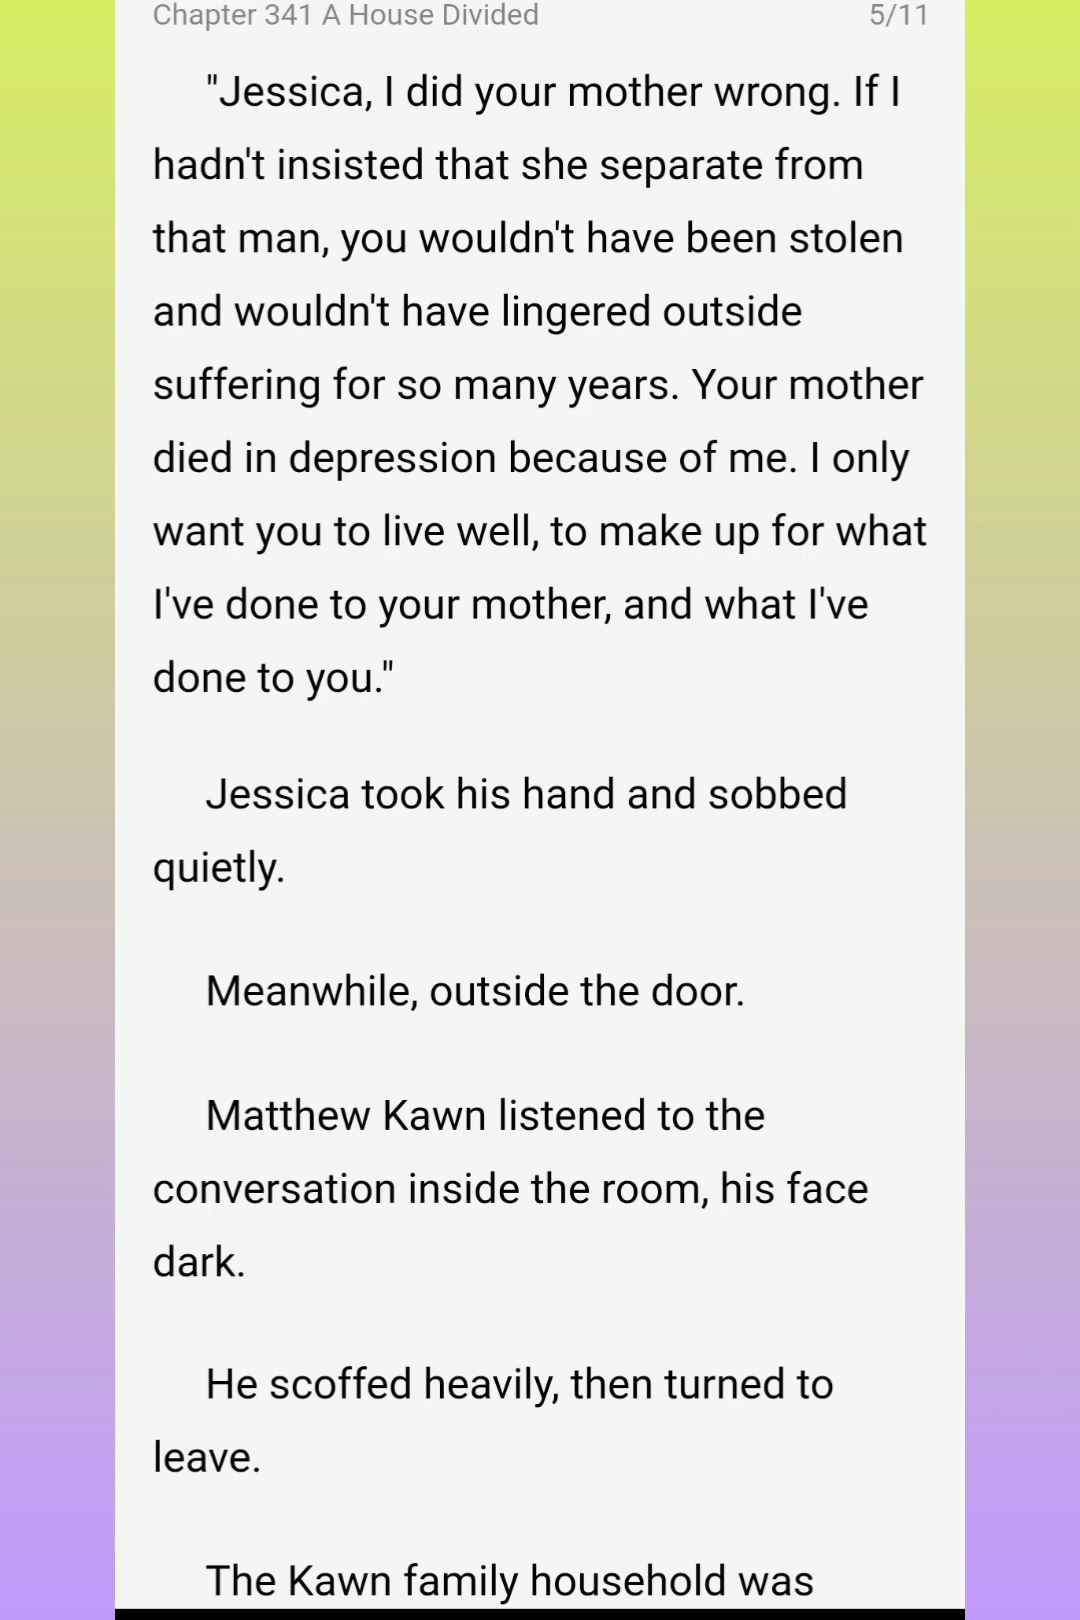 Chapter 341 A House Divided 5/11
"Jessica, I did your mother wrong. If I
hadn't insisted that she separate from
that man, you wouldn't have been stolen
and wouldn't have lingered outside
suffering for so many years. Your mother
died in depression because of me. I only
want you to live well, to make up for what
I've done to your mother, and what I've
done to you."
Jessica took his hand and sobbed
quietly.
Meanwhile, outside the door.
Matthew Kawn listened to the
conversation inside the room, his face
dark.
He scoffed heavily, then turned to
leave.
The Kawn family household was